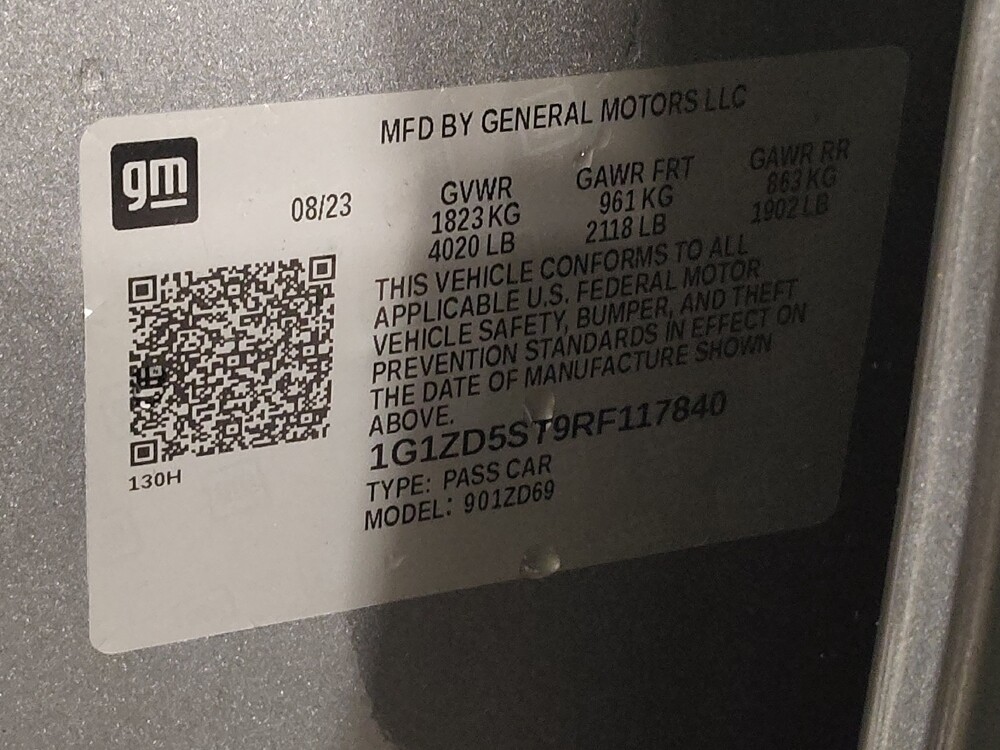 MFD BY GENERAL MOTORS LLC
gm
08/23
GVWR GAWR FRT GAWR RR
1823 KG 961 KG 863 KG
4020 LB 2118 LB 1902 LB
THIS VEHICLE CONFORMS TO ALL
APPLICABLE U.S. FEDERAL MOTOR
VEHICLE SAFETY, BUMPER, AND THEFT
PREVENTION STANDARDS IN EFFECT ON
THE DATE OF MANUFACTURE SHOWN
ABOVE.
1G1ZD5ST9RF117840
TYPE: PASS CAR
MODEL: 901ZD69
130H